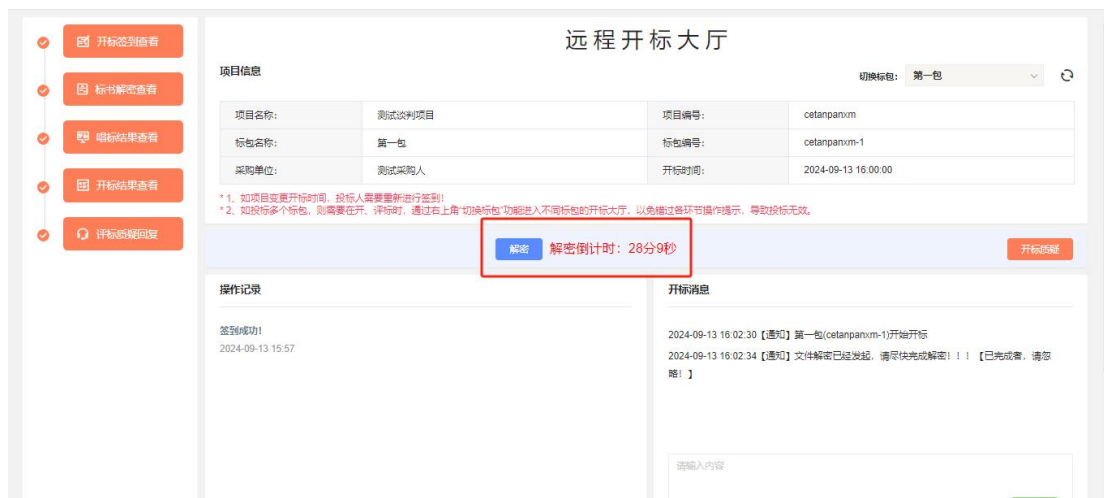 开标签到查看
标书解密查看
唱标结果查看
开标结果查看
评标质疑回复
远程开标大厅
项目信息
切换标包： 第一包
项目名称： 测试谈判项目 项目编号： cetanpanxm
标包名称： 第一包 标包编号： cetanpanxm-1
采购单位： 测试采购人 开标时间： 2024-09-13 16:00:00
* 1、如项目变更开标时间，投标人需要重新进行签到！
* 2、如投标多个标包，则需要在开、评标时，通过右上角“切换标包”功能进入不同标包的开标大厅，以免错过各环节操作提示，导致投标无效。
解密 解密倒计时：28分9秒 开标质疑
操作记录
签到成功！
2024-09-13 15:57
开标消息
2024-09-13 16:02:30【通知】第一包(cetanpanxm-1)开始开标
2024-09-13 16:02:34【通知】文件解密已经发起，请尽快完成解密！！！【已完成者，请忽
略！】
请输入内容